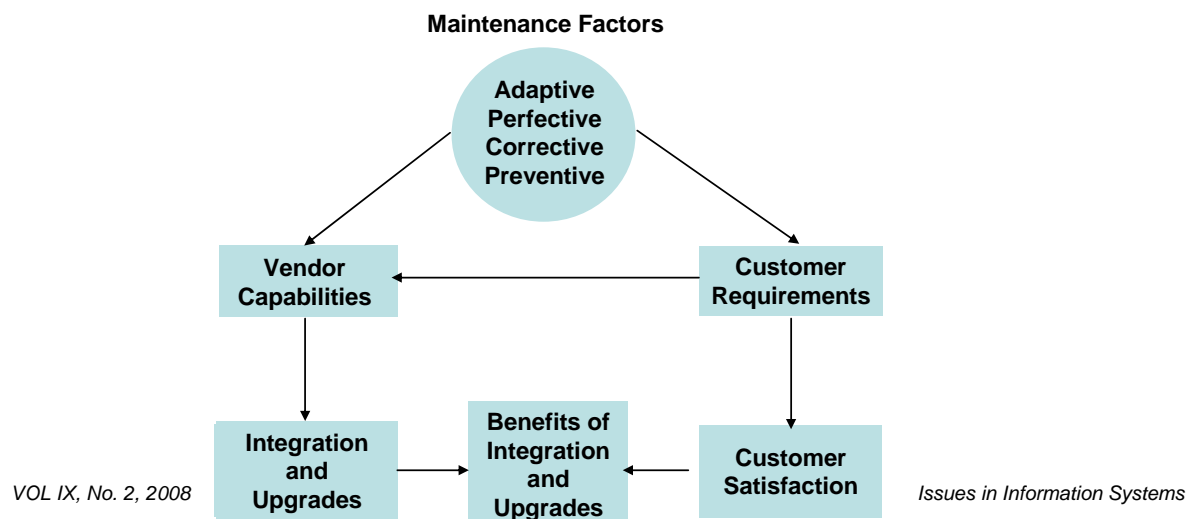 Maintenance Factors
Adaptive
Perfective
Corrective
Preventive
Vendor
Capabilities
Customer
Requirements
Integration
and
Upgrades
Benefits of
Integration
and
Upgrades
Customer
Satisfaction
VOL IX, No. 2, 2008
Issues in Information Systems